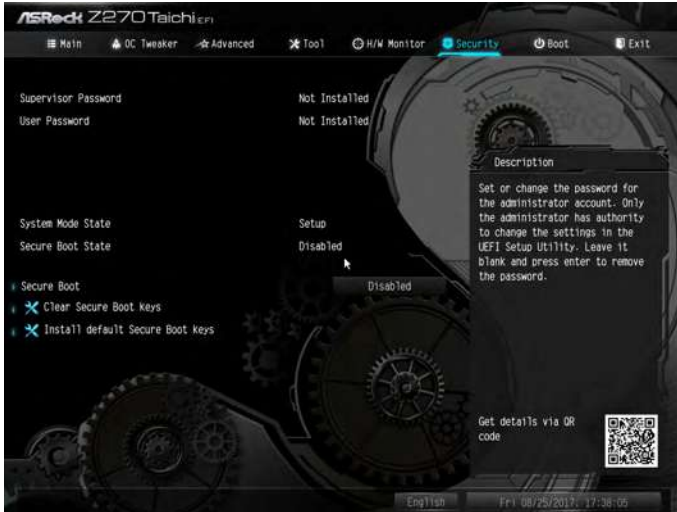 ASRock Z270 Taichi EFI
Main OC Tweaker Advanced Tool H/W Monitor Security Boot Exit
Supervisor Password Not Installed
User Password Not Installed
Description
Set or change the password for
the administrator account. Only
the administrator has authority
to change the settings in the
UEFI Setup Utility. Leave it
blank and press enter to remove
the password.
System Mode State Setup
Secure Boot State Disabled
Secure Boot Disabled
Clear Secure Boot keys
Install default Secure Boot keys
Get details via QR
code
English Fri 08/25/2017, 17:38:05